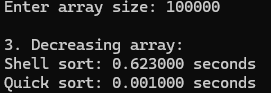 Enter array size: 100000
3. Decreasing array:
Shell sort: 0.623000 seconds
Quick sort: 0.001000 seconds